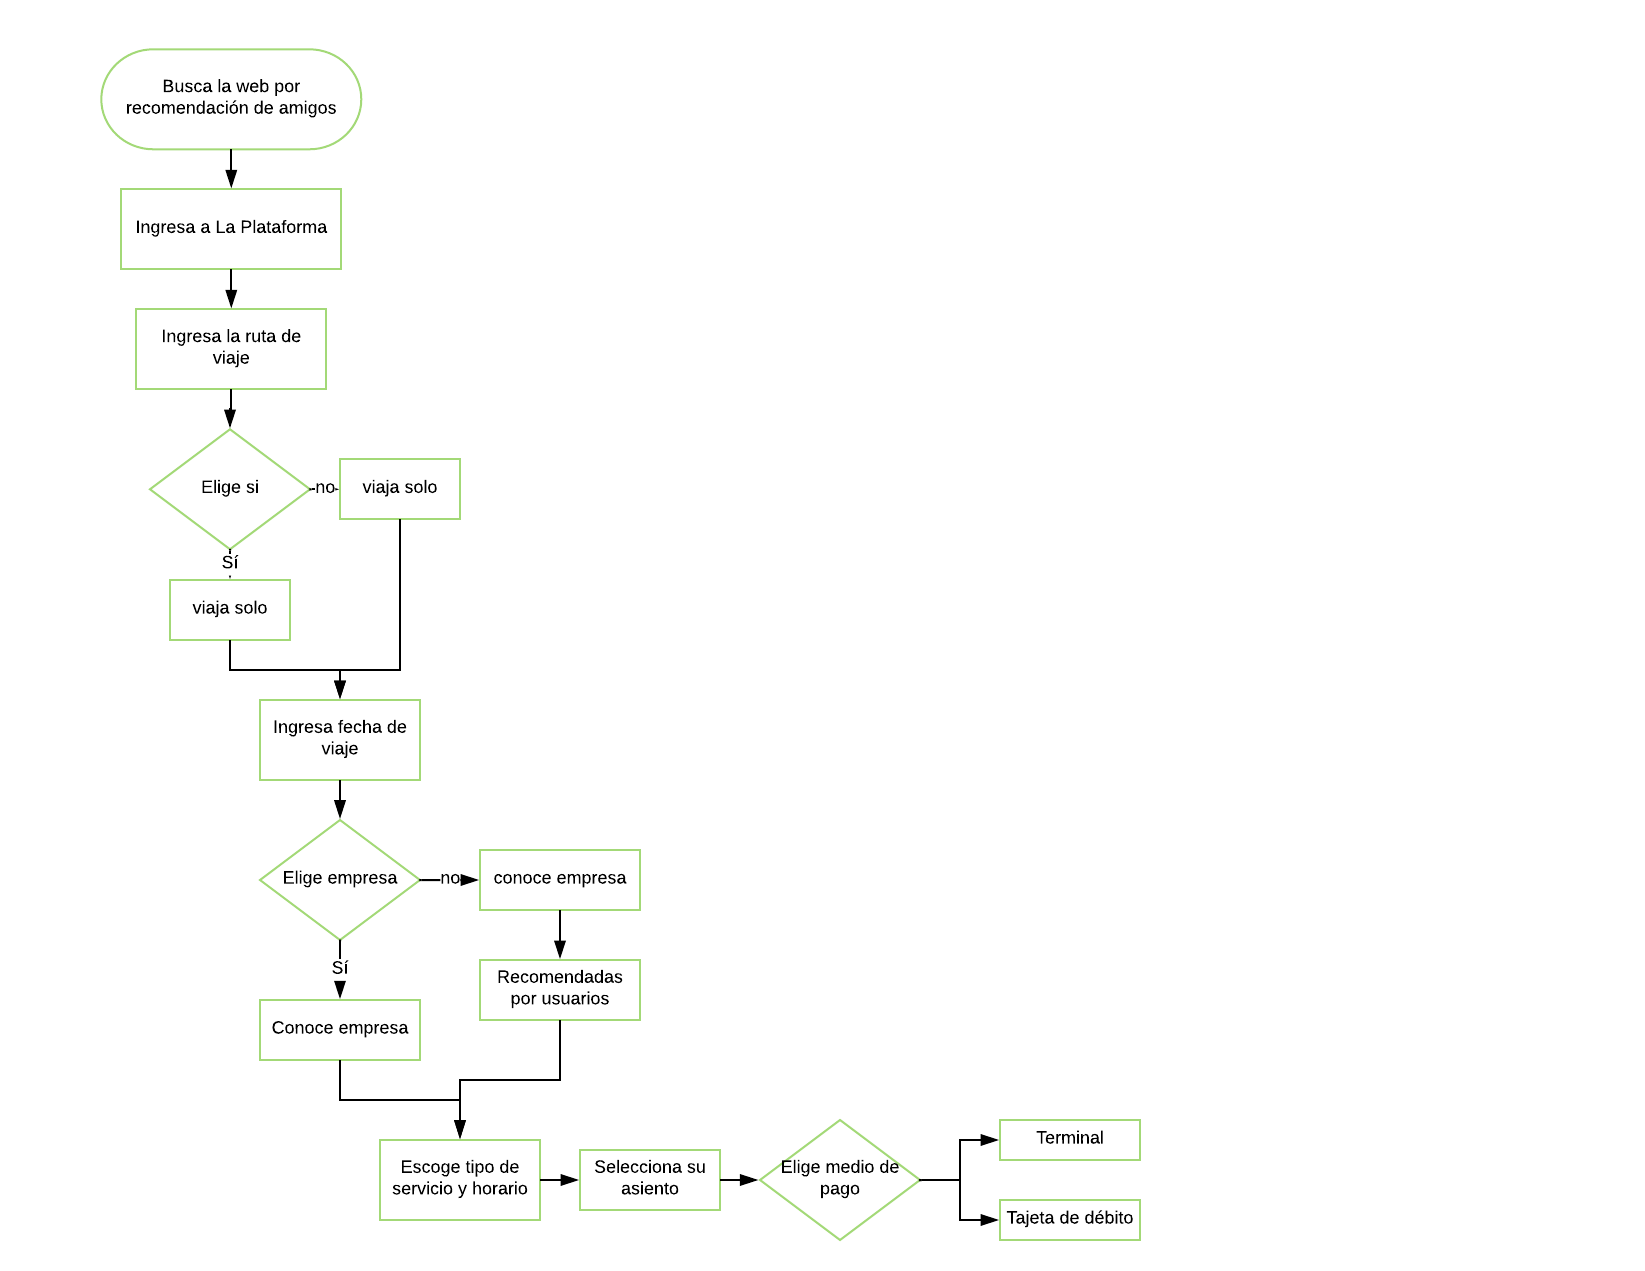 Busca la web por
recomendación de amigos
Ingresa a La Plataforma
Ingresa la ruta de
viaje
Elige si
no
viaja solo
Sí
viaja solo
Ingresa fecha de
viaje
Elige empresa
no
conoce empresa
Sí
Recomendadas
por usuarios
Conoce empresa
Escoge tipo de
servicio y horario
Selecciona su
asiento
Elige medio de
pago
Terminal
Tajeta de débito